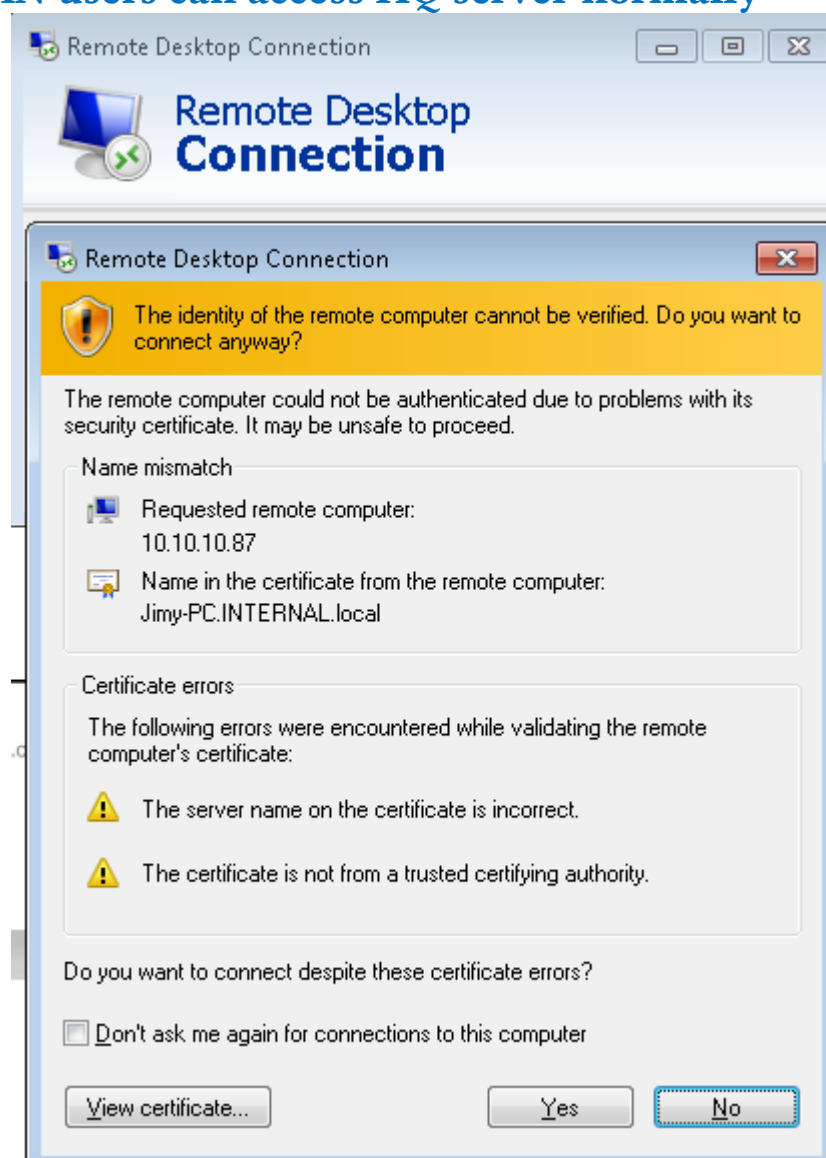 users can access HQ server normally
Remote Desktop Connection
Remote Desktop
Connection
Remote Desktop Connection
The identity of the remote computer cannot be verified. Do you want to
connect anyway?
The remote computer could not be authenticated due to problems with its
security certificate. It may be unsafe to proceed.
Name mismatch
Requested remote computer:
10.10.10.87
Name in the certificate from the remote computer:
Jimy-PC.INTERNAL.local
Certificate errors
The following errors were encountered while validating the remote
computer's certificate:
The server name on the certificate is incorrect.
The certificate is not from a trusted certifying authority.
Do you want to connect despite these certificate errors?
Don't ask me again for connections to this computer
View certificate...
Yes
No